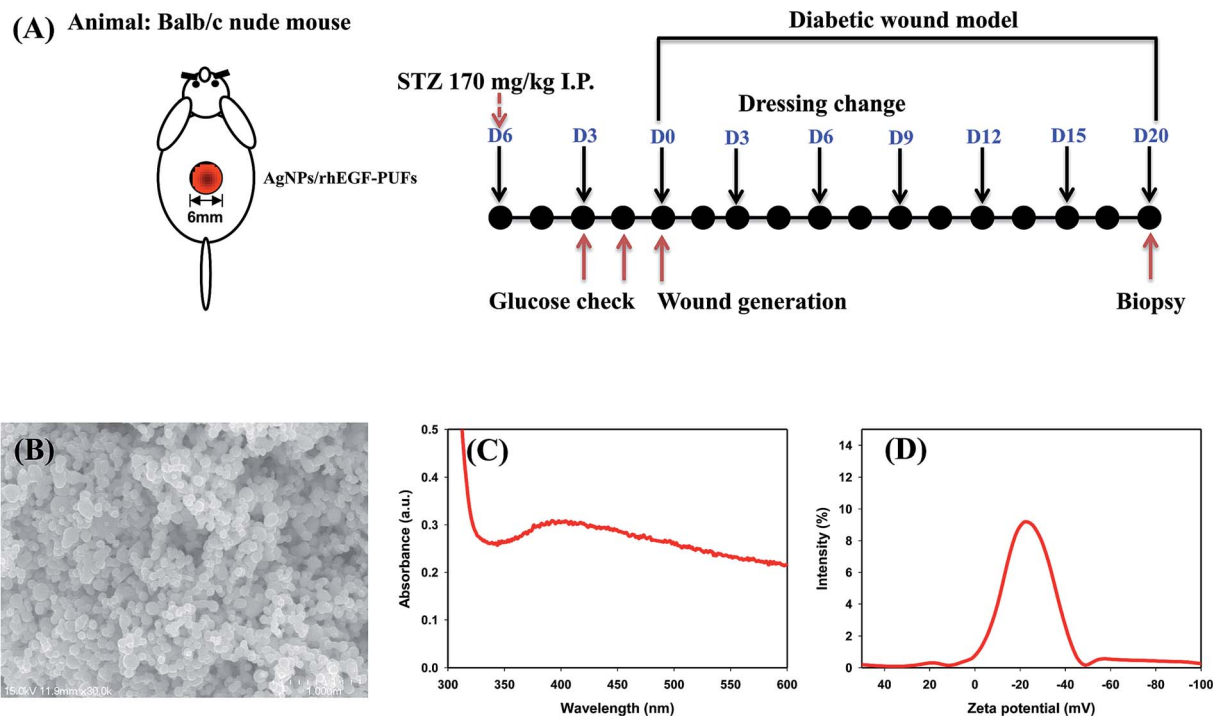 (A) Animal: Balb/c nude mouse
AgNPs/rhEGF-PUFs
6mm
Diabetic wound model
STZ 170 mg/kg I.P.
Dressing change
D6 D3 D0 D3 D6 D9 D12 D15 D20
Glucose check Wound generation Biopsy
(B)
15.0kV 11.9mm x30.0k 1.00um
(C)
Absorbance (a.u.)
0.5
0.4
0.3
0.2
0.1
0.0
300 350 400 450 500 550 600
Wavelength (nm)
(D)
Intensity (%)
14
12
10
8
6
4
2
0
40 20 0 -20 -40 -60 -80 -100
Zeta potential (mV)